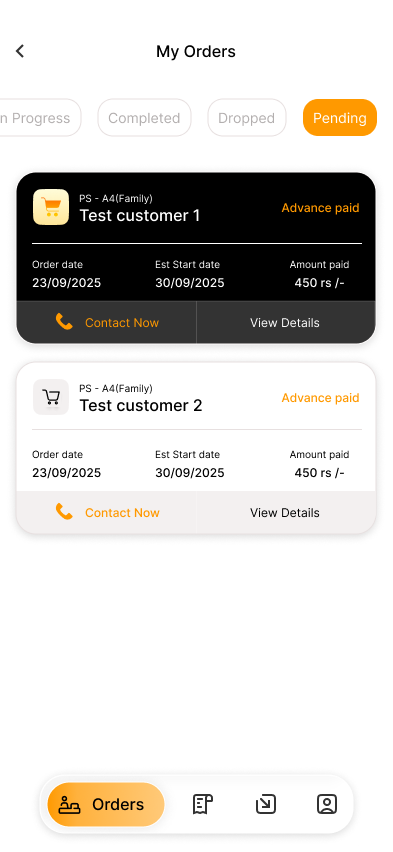 My Orders
n Progress Completed Dropped Pending
PS - A4(Family)
Test customer 1
Advance paid
Order date Est Start date Amount paid
23/09/2025 30/09/2025 450 rs /-
Contact Now View Details
PS - A4(Family)
Test customer 2
Advance paid
Order date Est Start date Amount paid
23/09/2025 30/09/2025 450 rs /-
Contact Now View Details
Orders